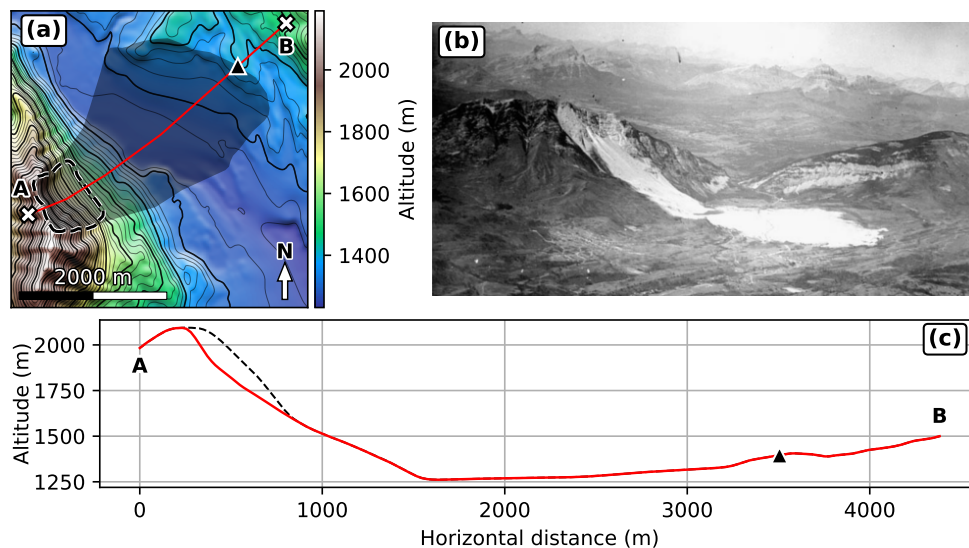 (a)
B
A
N
2000 m
2000
1800
1600
1400
Altitude (m)
(b)
(c)
2000
1750
1500
1250
Altitude (m)
A
B
0
1000
2000
3000
4000
Horizontal distance (m)